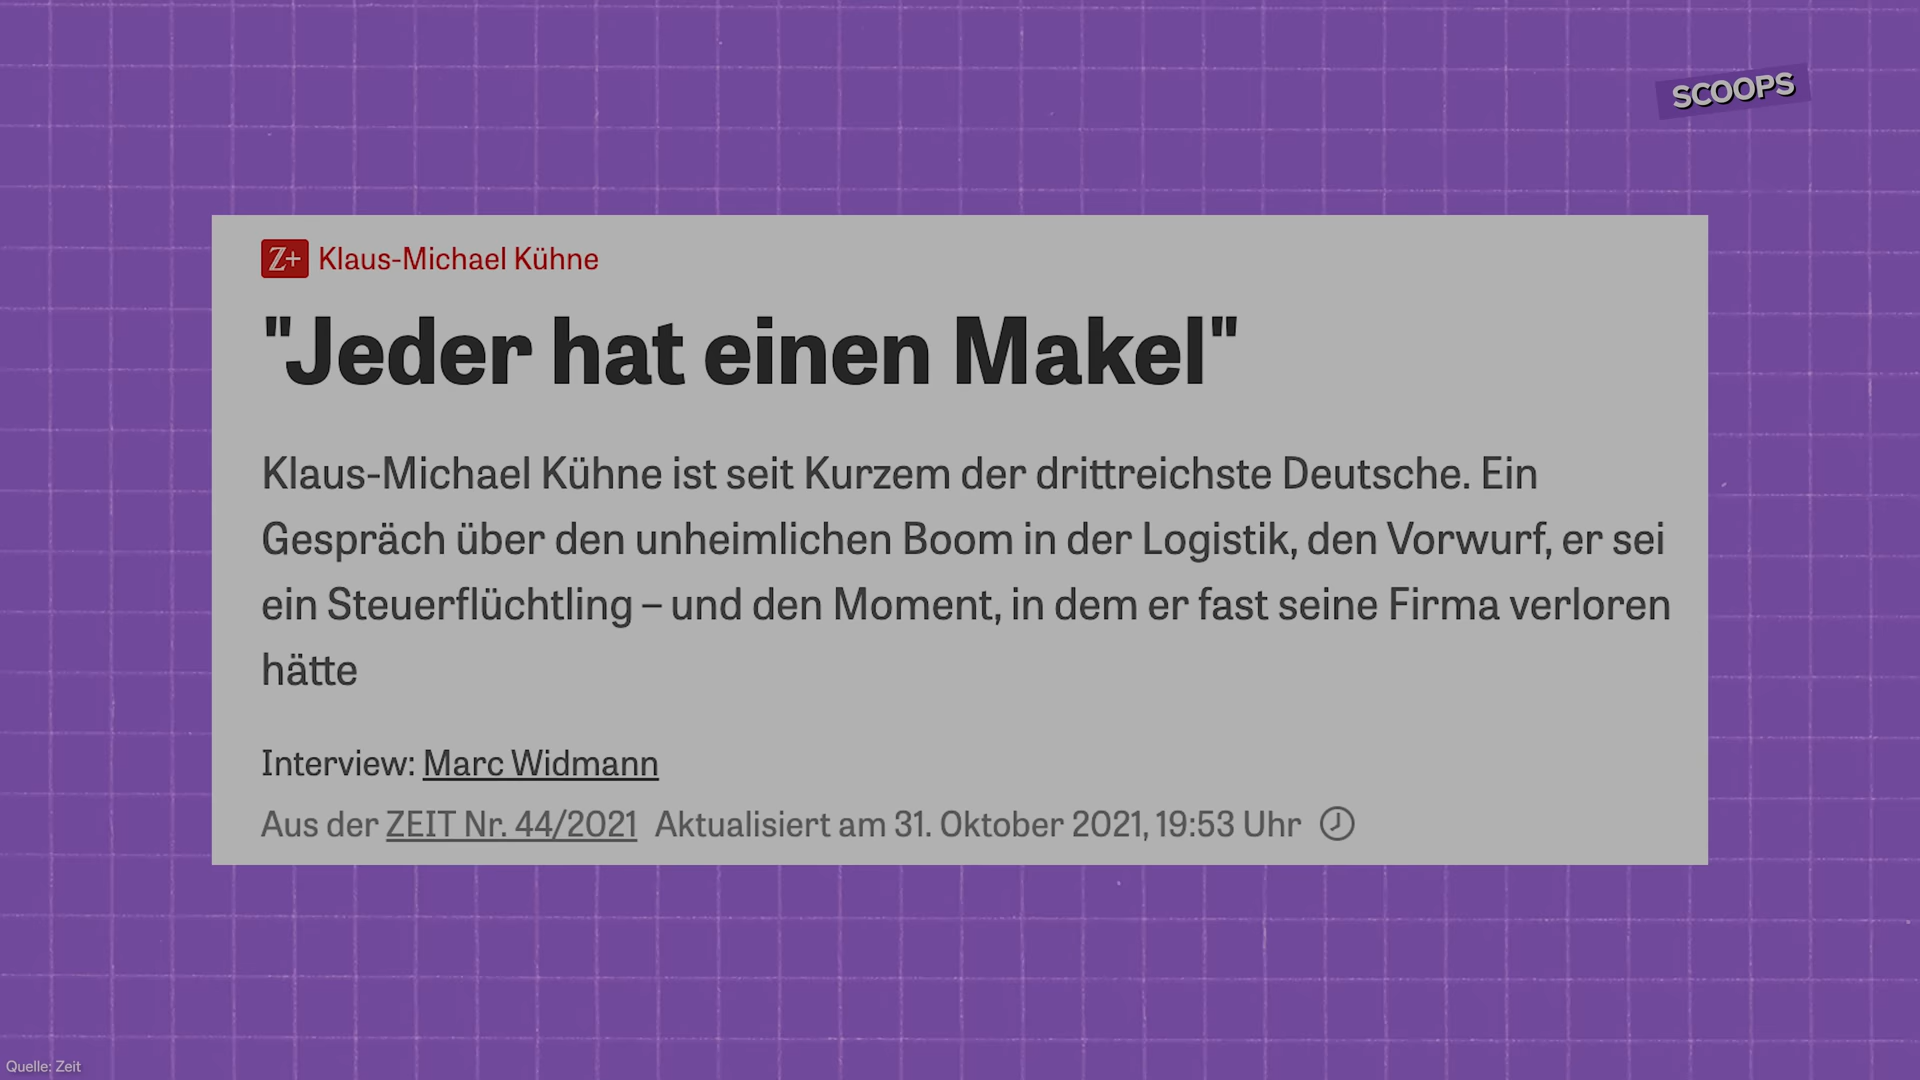 SCOOPS
Z+ Klaus-Michael Kühne
"Jeder hat einen Makel"
Klaus-Michael Kühne ist seit Kurzem der drittreichste Deutsche. Ein
Gespräch über den unheimlichen Boom in der Logistik, den Vorwurf, er sei
ein Steuerflüchtling – und den Moment, in dem er fast seine Firma verloren
hätte
Interview: Marc Widmann
Aus der ZEIT Nr. 44/2021 Aktualisiert am 31. Oktober 2021, 19:53 Uhr
Quelle: Zeit